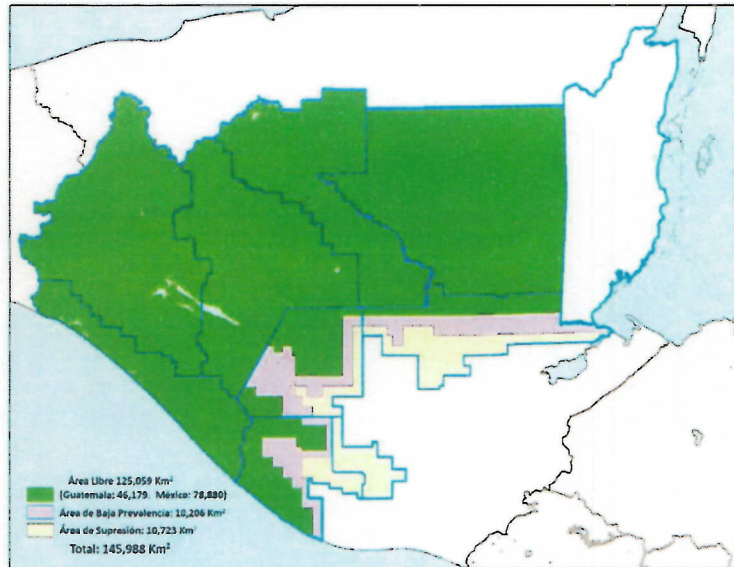 Área Libre 125,059 Km²
(Guatemala: 46,179. México: 78,880)
Área de Baja Prevalencia: 10,206 Km²
Área de Supresión: 10,723 Km²
Total: 145,988 Km²